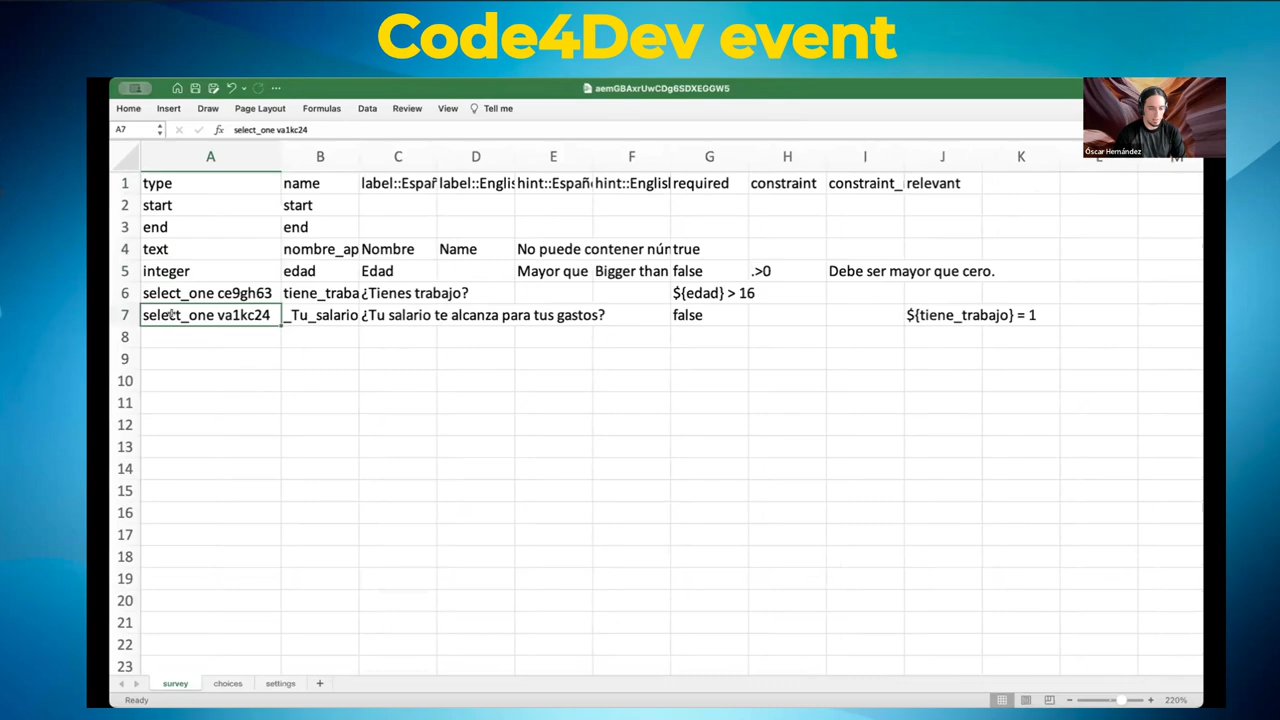 Code4Dev event
aemGBAxrUwCDg6SDXEGGW5
Home Insert Draw Page Layout Formulas Data Review View Tell me
A7 fx select_one va1kc24
Óscar Hernández
A B C D E F G H I J K L M
1 type name label::Españ label::Englis hint::Españo hint::English required constraint constraint_ relevant
2 start start
3 end end
4 text nombre_ap Nombre Name No puede contener núm true
5 integer edad Edad Mayor que Bigger than false .>0 Debe ser mayor que cero.
6 select_one ce9gh63 tiene_traba ¿Tienes trabajo? ${edad} > 16
7 select_one va1kc24 _Tu_salario ¿Tu salario te alcanza para tus gastos? false ${tiene_trabajo} = 1
8
9
10
11
12
13
14
15
16
17
18
19
20
21
22
23
survey choices settings +
Ready 220%